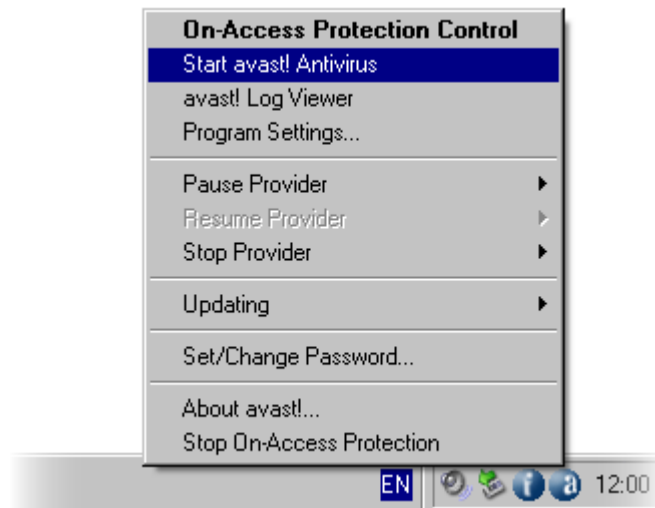 On-Access Protection Control
Start avast! Antivirus
avast! Log Viewer
Program Settings...
Pause Provider
Resume Provider
Stop Provider
Updating
Set/Change Password...
About avast!...
Stop On-Access Protection
EN i a 12:00